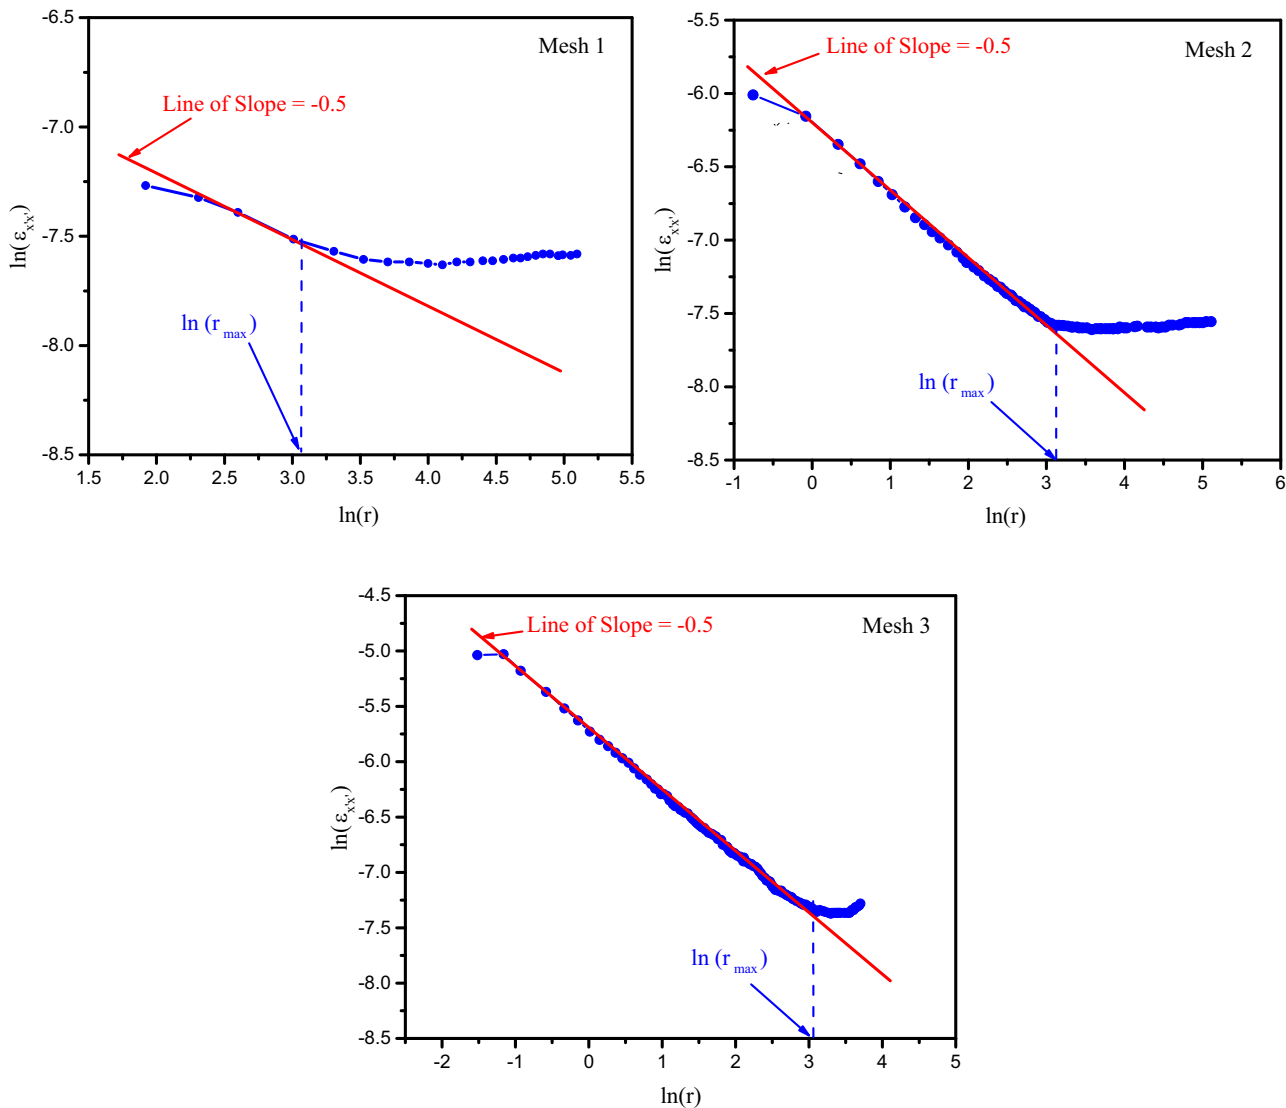 Mesh 1
Line of Slope = -0.5
ln (r max)
ln(εx'x')
-6.5
-7.0
-7.5
-8.0
-8.5
1.5 2.0 2.5 3.0 3.5 4.0 4.5 5.0 5.5
ln(r)
Mesh 2
Line of Slope = -0.5
ln (r max)
ln(εx'x')
-5.5
-6.0
-6.5
-7.0
-7.5
-8.0
-8.5
-1 0 1 2 3 4 5 6
ln(r)
Mesh 3
Line of Slope = -0.5
ln (r max)
ln(εx'x')
-4.5
-5.0
-5.5
-6.0
-6.5
-7.0
-7.5
-8.0
-8.5
-2 -1 0 1 2 3 4 5
ln(r)